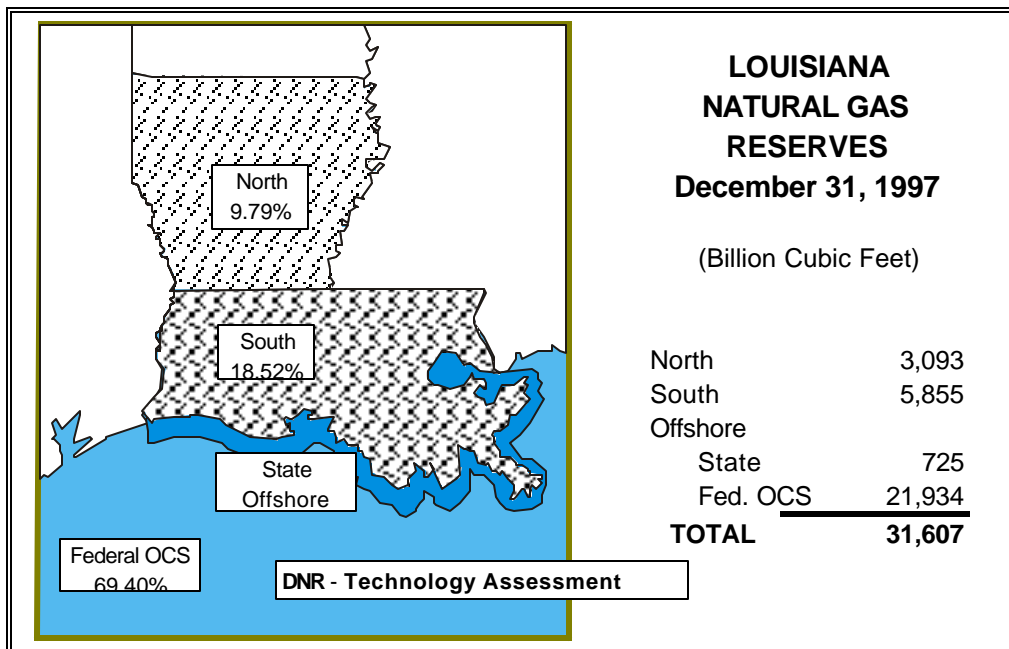 LOUISIANA
NATURAL GAS
RESERVES
December 31, 1997
(Billion Cubic Feet)
North 3,093
South 5,855
Offshore
State 725
Fed. OCS 21,934
TOTAL 31,607
North
9.79%
South
18.52%
State
Offshore
Federal OCS
69.40%
DNR - Technology Assessment